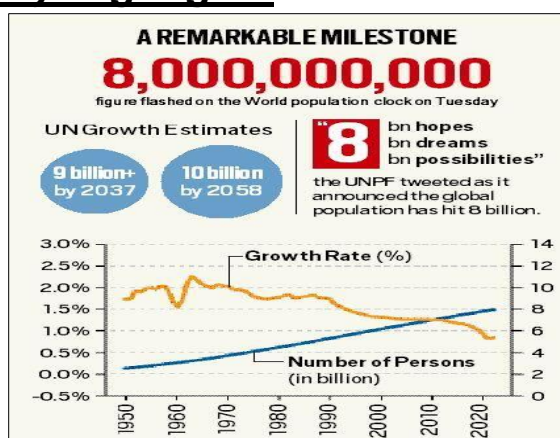 A REMARKABLE MILESTONE
8,000,000,000
figure flashed on the World population clock on Tuesday
UN Growth Estimates
9 billion+
by 2037
10 billion
by 2058
"8
bn hopes
bn dreams
bn possibilities"
the UNPF tweeted as it
announced the global
population has hit 8 billion.
3.0%
2.5%
2.0%
1.5%
1.0%
0.5%
0.0%
-0.5%
Growth Rate (%)
Number of Persons
(in billion)
14
12
10
8
6
4
2
0
1950
1960
1970
1980
1990
2000
2010
2020